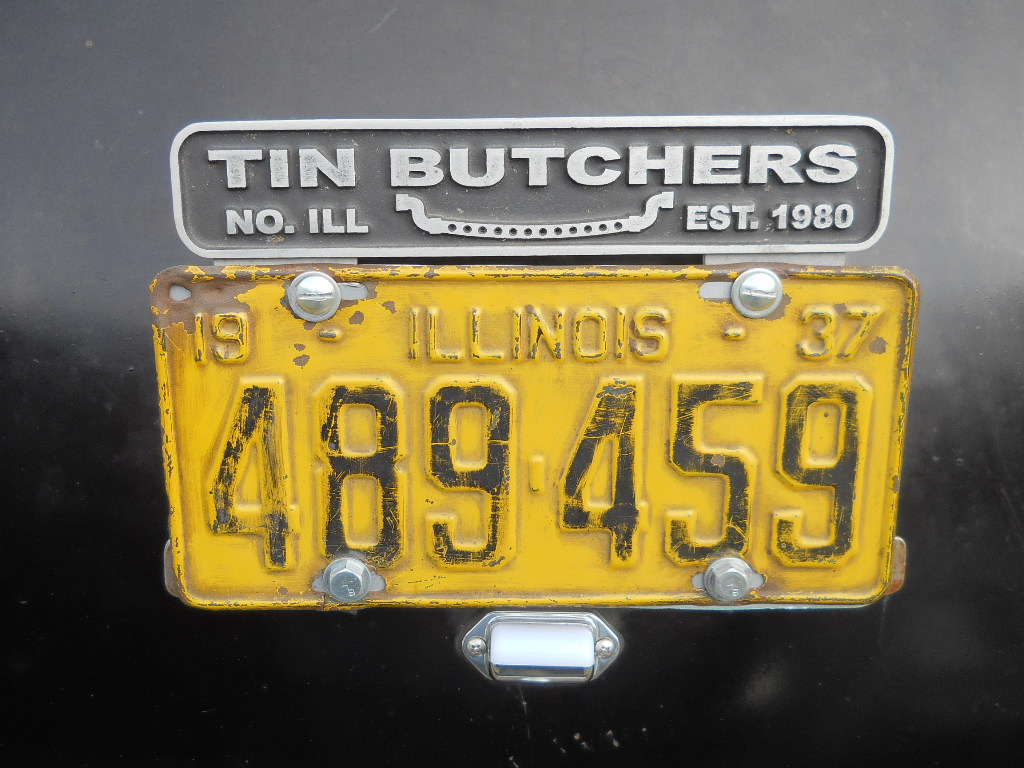 TIN BUTCHERS
NO. ILL EST. 1980
19 - ILLINOIS - 37
489-459